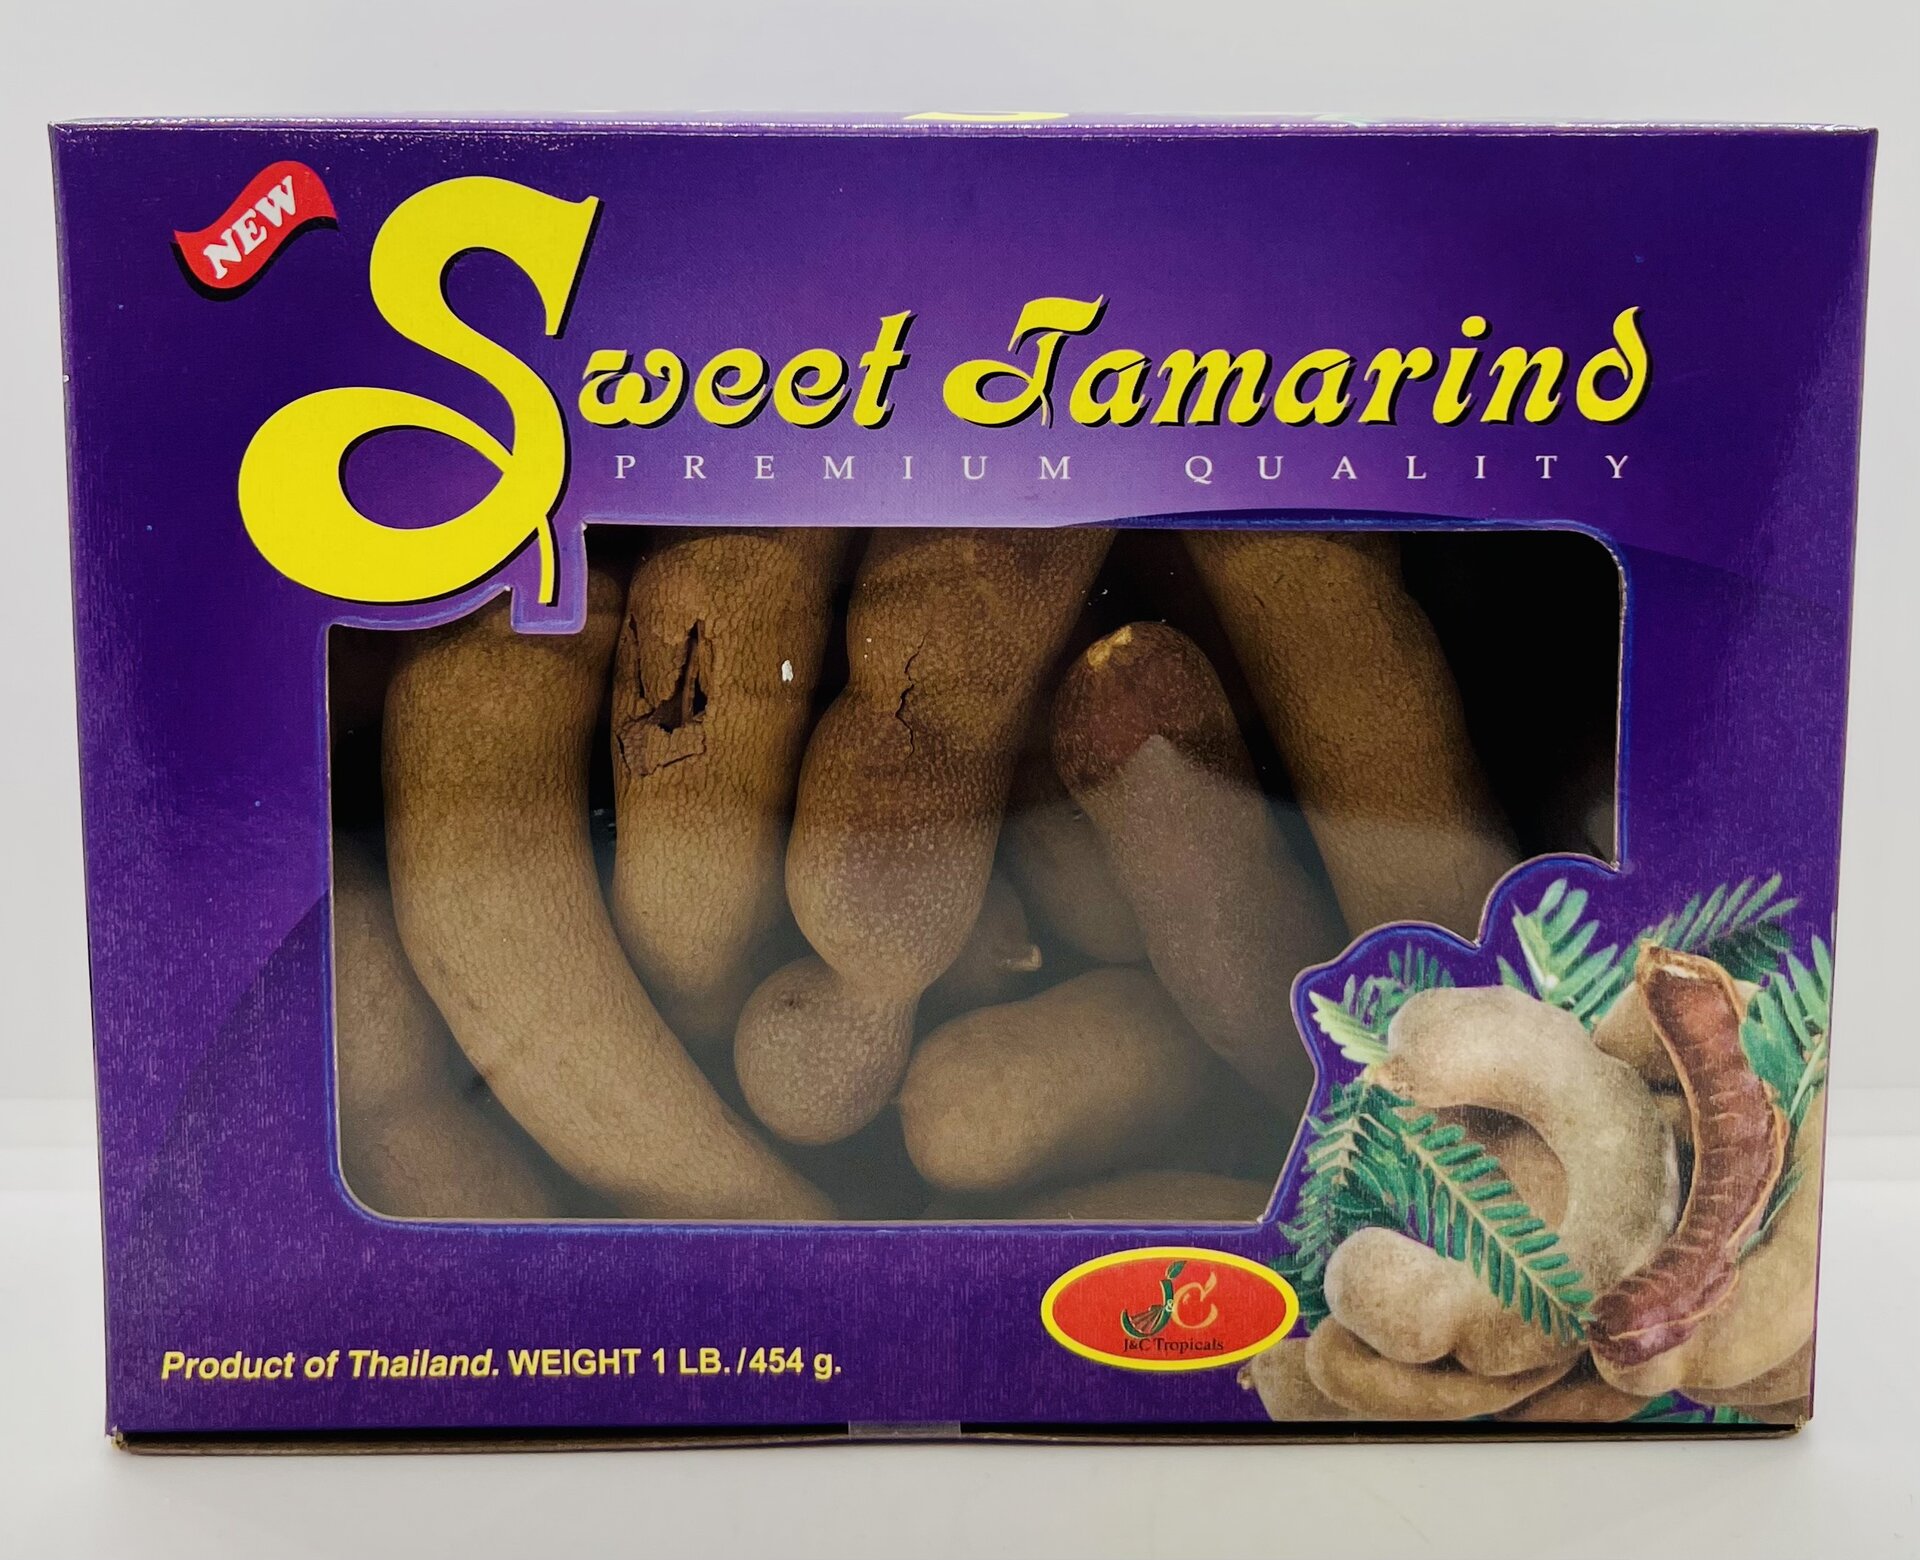 NEW
Sweet Tamarind
PREMIUM QUALITY
J&C
J&C Tropicals
Product of Thailand. WEIGHT 1 LB./454 g.